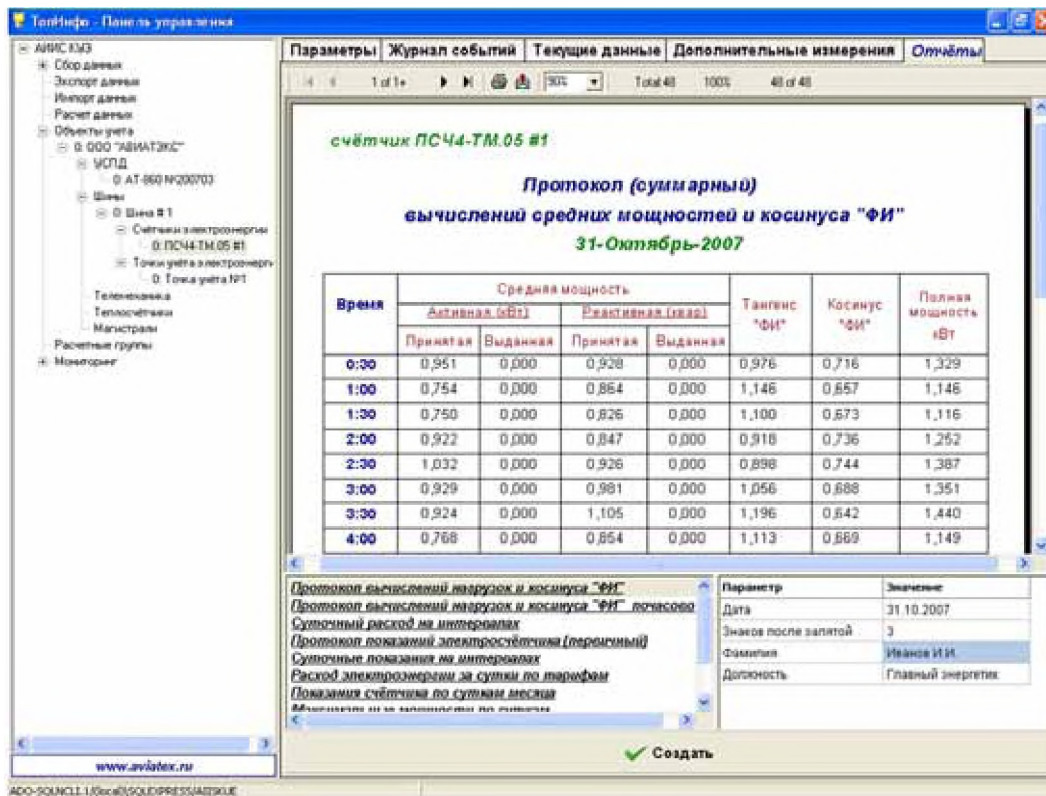 ТопИнфо - Панель управления
АИИС КУЭ
Сбор данных
Экспорт данных
Импорт данных
Расчет данных
Объекты учета
0: ООО "АВИАТЭКС"
УСПД
0: АТ-860 №200703
Шины
0: Шина # 1
Счётчики электроэнергии
0: ПСЧ4-ТМ.05 #1
Точки учёта электроэнерги
0: Точка учёта №1
Телемеханика
Теплосчётчики
Магистрали
Расчетные группы
Мониторинг
www.aviatex.ru
Параметры Журнал событий Текущие данные Дополнительные измерения Отчёты
1 of 1+ 90% Total:48 100% 48 of 48
счётчик ПСЧ4-ТМ.05 #1
Протокол (суммарный)
вычислений средних мощностей и косинуса "ФИ"
31-Октябрь-2007
Время Средняя мощность Тангенс "ФИ" Косинус "ФИ" Полная мощность кВт
Активная (кВт) Реактивная (квар)
Принятая Выданная Принятая Выданная
0:30 0,951 0,000 0,928 0,000 0,976 0,716 1,329
1:00 0,754 0,000 0,864 0,000 1,146 0,657 1,146
1:30 0,750 0,000 0,826 0,000 1,100 0,673 1,116
2:00 0,922 0,000 0,847 0,000 0,918 0,736 1,252
2:30 1,032 0,000 0,926 0,000 0,898 0,744 1,387
3:00 0,929 0,000 0,981 0,000 1,056 0,688 1,351
3:30 0,924 0,000 1,105 0,000 1,196 0,642 1,440
4:00 0,768 0,000 0,854 0,000 1,113 0,669 1,149
Протокол вычислений нагрузок и косинуса "ФИ"
Протокол вычислений нагрузок и косинуса "ФИ" почасово
Суточный расход на интервалах
Протокол показаний электросчётчика (первичный)
Суточные показания на интервалах
Расход электроэнергии за сутки по тарифам
Показания счётчика по суткам месяца
Максимальные мощности по суткам
Параметр Значение
Дата 31.10.2007
Знаков после запятой 3
Фамилия Иванов И.И.
Должность Главный энергетик
Создать